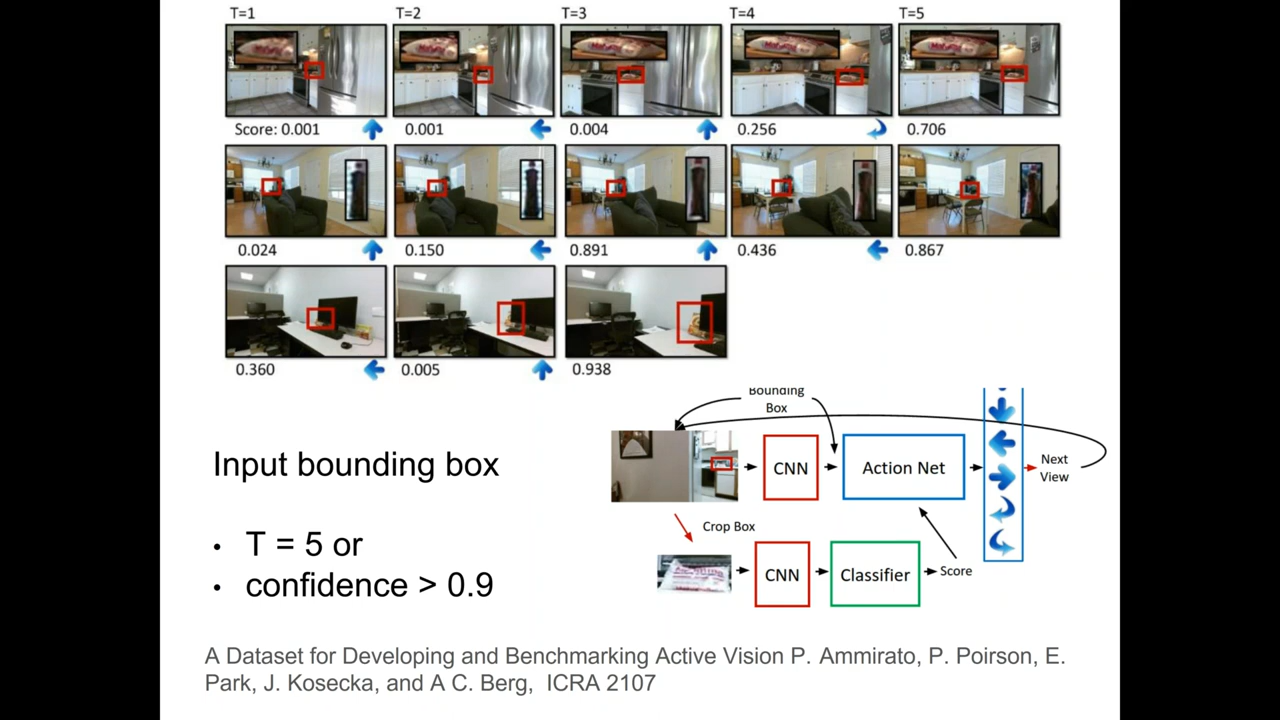 T=1 T=2 T=3 T=4 T=5
Score: 0.001 0.001 0.004 0.256 0.706
0.024 0.150 0.891 0.436 0.867
0.360 0.005 0.938
Bounding
Box
CNN
Action Net
Next
View
Crop Box
CNN
Classifier
Score
Input bounding box
• T = 5 or
• confidence > 0.9
A Dataset for Developing and Benchmarking Active Vision P. Ammirato, P. Poirson, E.
Park, J. Kosecka, and A C. Berg, ICRA 2107